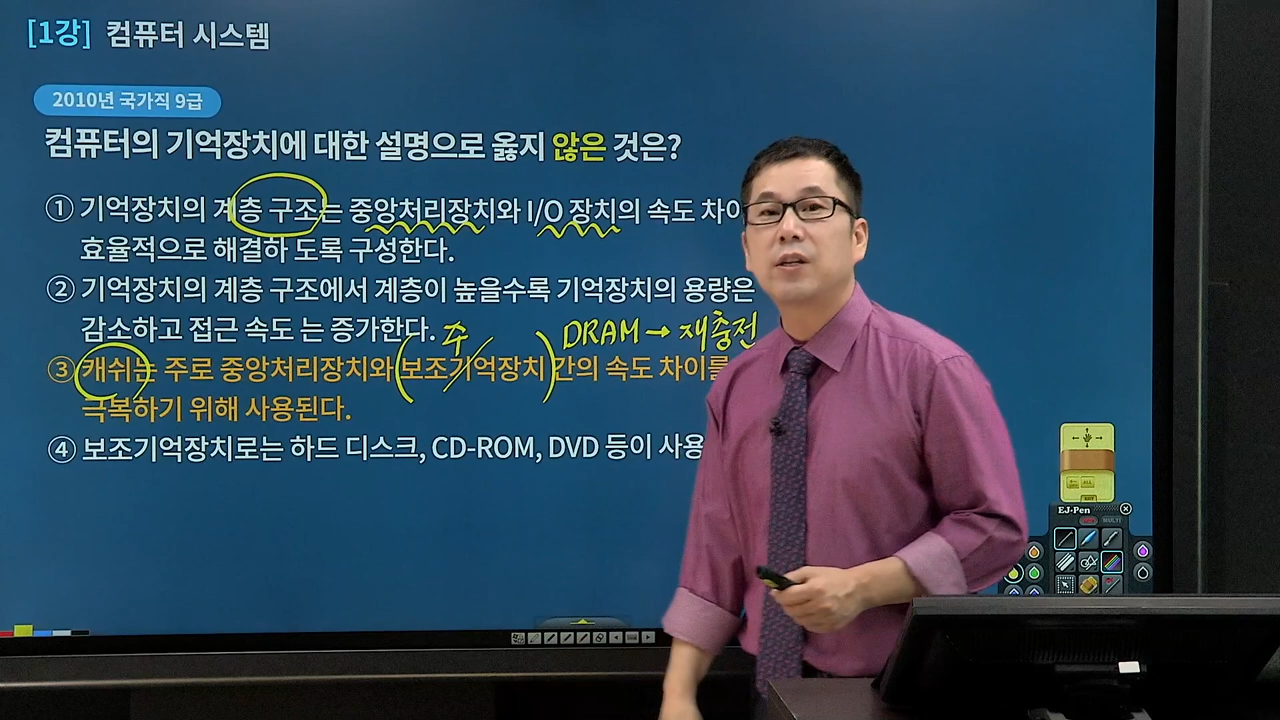 [1강] 컴퓨터 시스템
2010년 국가직 9급
컴퓨터의 기억장치에 대한 설명으로 옳지 않은 것은?
① 기억장치의 계층 구조는 중앙처리장치와 I/O 장치의 속도 차이
효율적으로 해결하 도록 구성한다.
② 기억장치의 계층 구조에서 계층이 높을수록 기억장치의 용량은
감소하고 접근 속도 는 증가한다.
주
DRAM → 재충전
③ 캐쉬는 주로 중앙처리장치와 보조기억장치 간의 속도 차이를
극복하기 위해 사용된다.
④ 보조기억장치로는 하드 디스크, CD-ROM, DVD 등이 사용
EJ-Pen
MULTI